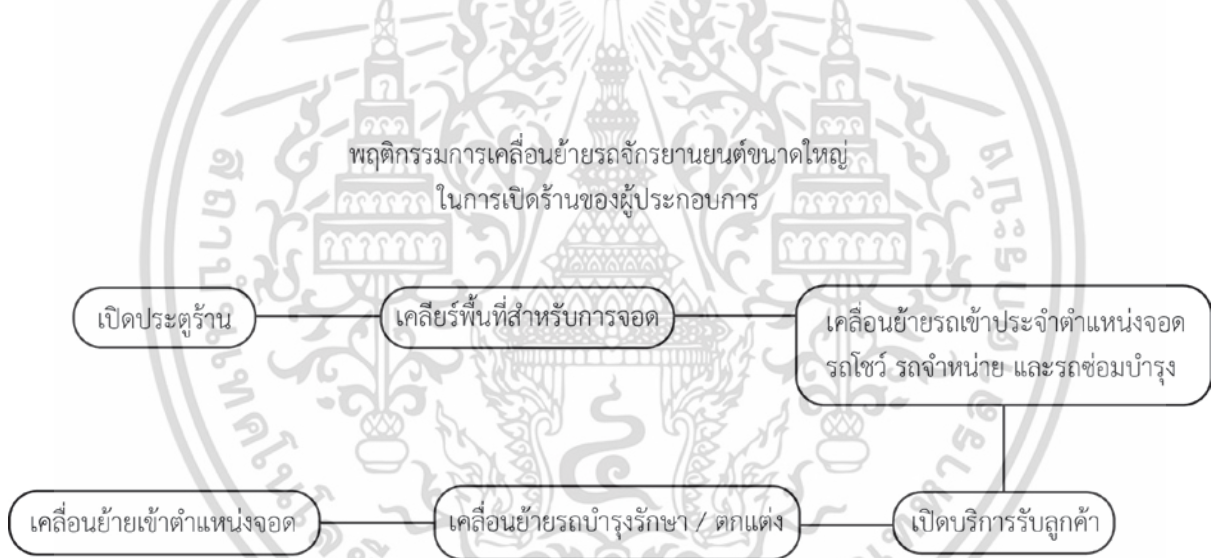 พฤติกรรมการเคลื่อนย้ายรถจักรยานยนต์ขนาดใหญ่
ในการเปิดร้านของผู้ประกอบการ
เปิดประตูร้าน
เคลียร์พื้นที่สำหรับการจอด
เคลื่อนย้ายรถเข้าประจำตำแหน่งจอด
รถโชว์ รถจำหน่าย และรถซ่อมบำรุง
เปิดบริการรับลูกค้า
เคลื่อนย้ายรถบำรุงรักษา / ตกแต่ง
เคลื่อนย้ายเข้าตำแหน่งจอด